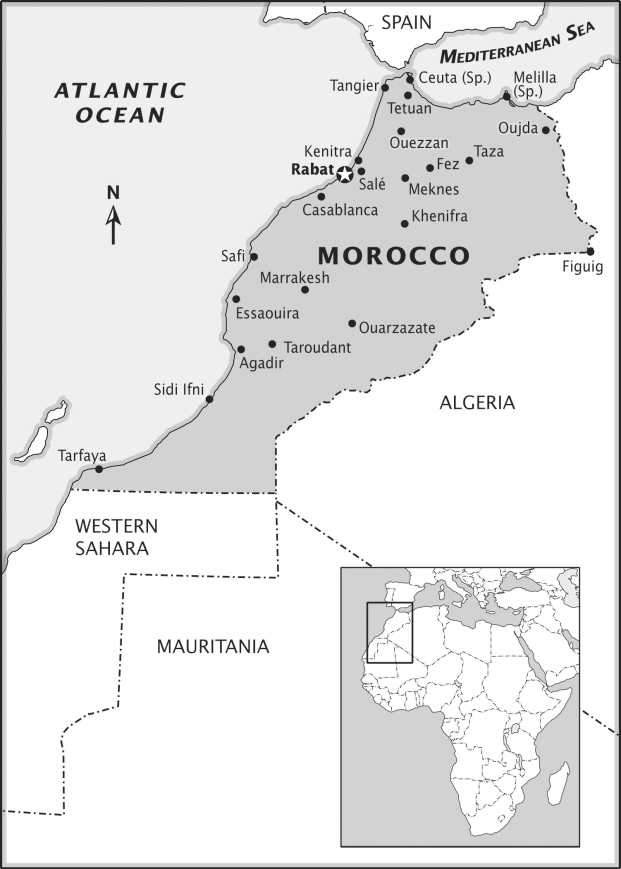 SPAIN
MEDITERRANEAN SEA
ATLANTIC
OCEAN
Tangier
Ceuta (Sp.)
Melilla
(Sp.)
Tetuan
Oujda
Ouezzan
Kenitra
Taza
Rabat
Fez
Salé
Meknes
N
Casablanca
Khenifra
MOROCCO
Safi
Figuig
Marrakesh
Essaouira
Ouarzazate
Taroudant
Agadir
Sidi Ifni
ALGERIA
Tarfaya
WESTERN
SAHARA
MAURITANIA